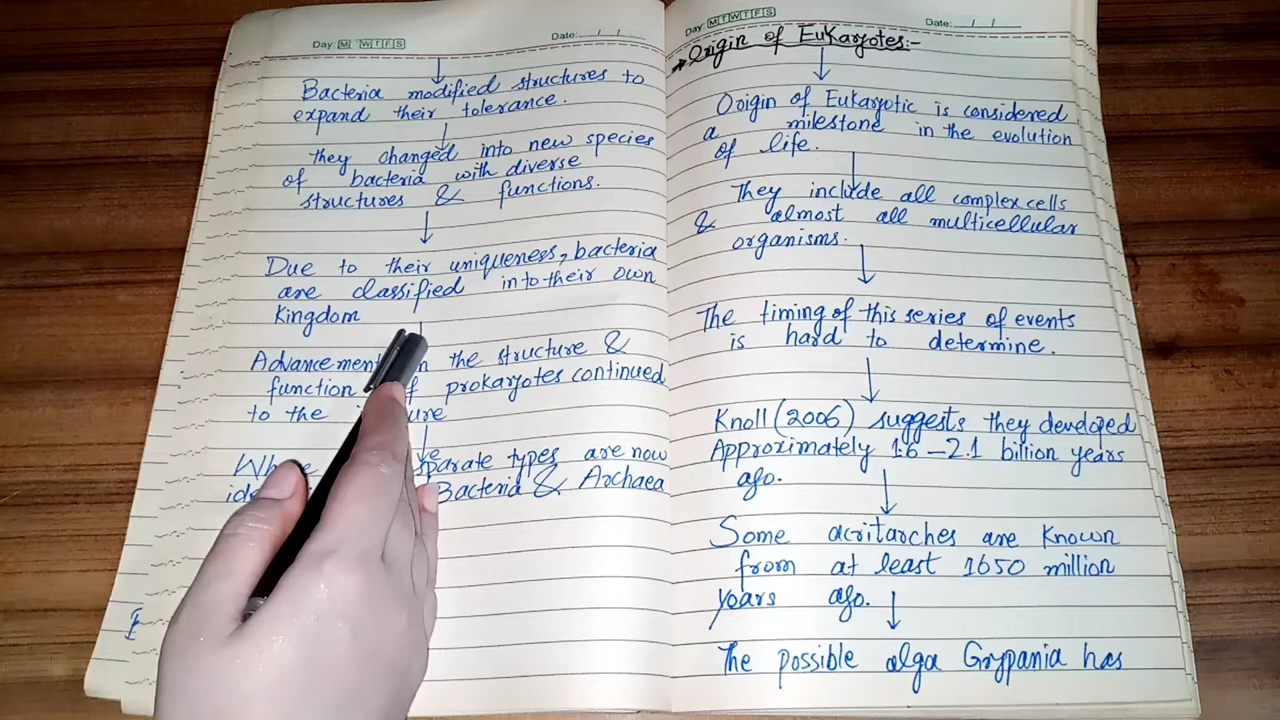 Day M W T F S
Date: / /
Bacteria modified structures to
expand their tolerance.
they changed into new species
of bacteria with diverse
structures & functions.
Due to their uniqueness, bacteria
are classified into their own
Kingdom
the structure &
function prokaryotes continued
to the
types are now
Bacteria & Archaea
Day: M T W T F S
Date: / /
Origin of Eukaryotes:-
Origin of Eukaryotic is considered
a milestone in the evolution
of life.
They include all complex cells
& almost all multicellular
organisms.
The timing of this series of events
is hard to determine.
Knoll (2006) suggests they developed
Approximately 1.6 – 2.1 billion years
ago.
Some acritarches are known
from at least 1650 million
years ago.
The possible alga Grypania has